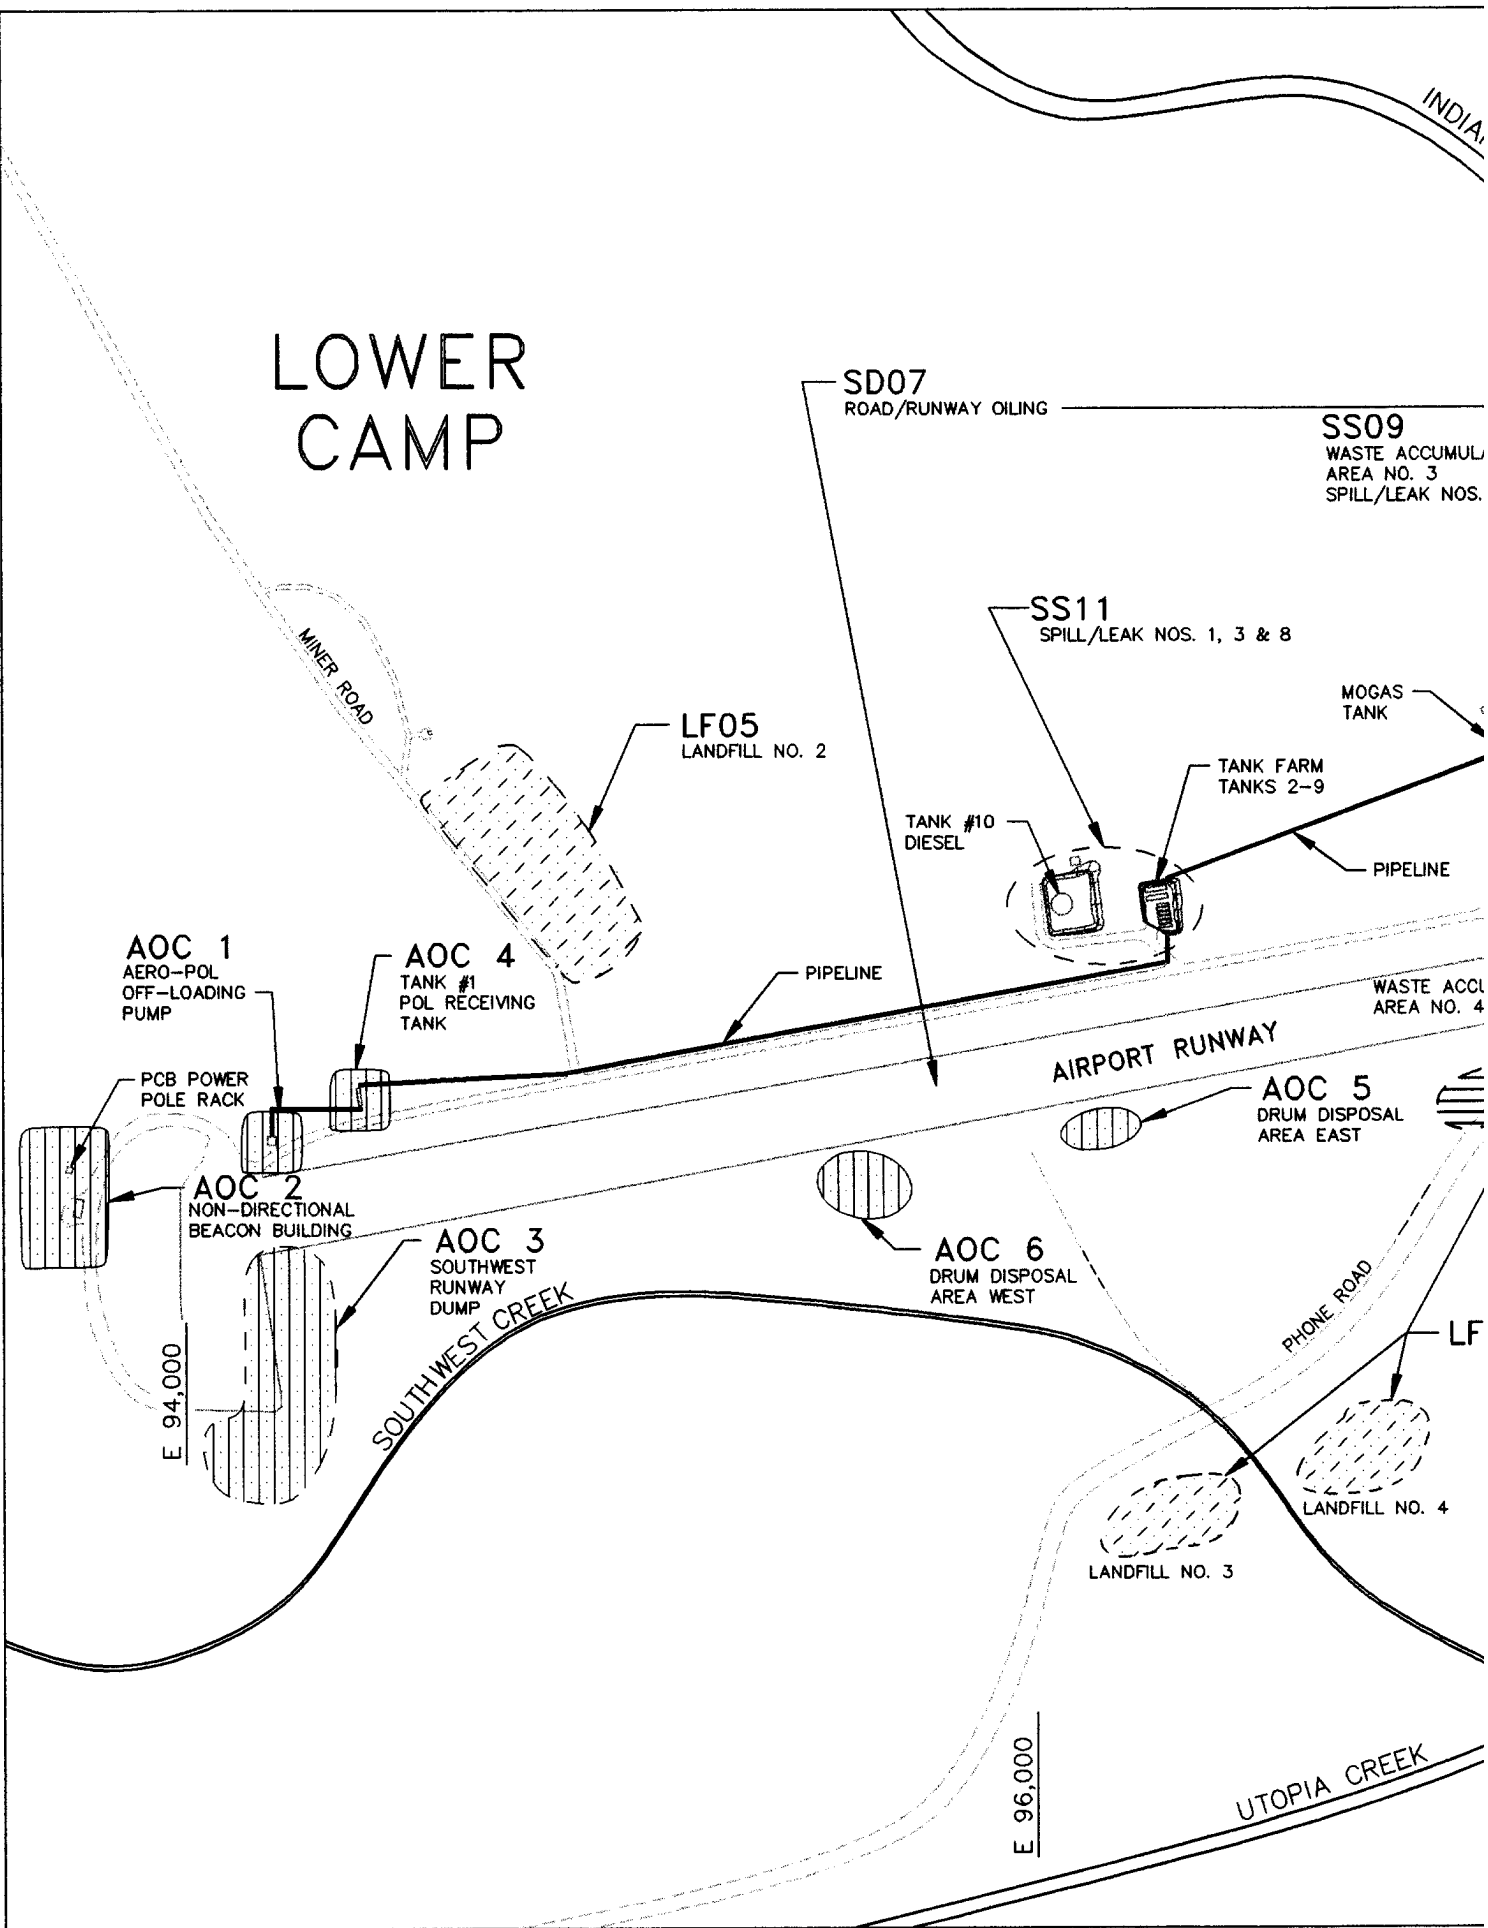 INDIA
LOWER
CAMP
SD07
ROAD/RUNWAY OILING
SS09
WASTE ACCUMUL
AREA NO. 3
SPILL/LEAK NOS.
SS11
SPILL/LEAK NOS. 1, 3 & 8
MINER ROAD
MOGAS
TANK
LF05
LANDFILL NO. 2
TANK FARM
TANKS 2-9
TANK #10
DIESEL
PIPELINE
AOC 1
AERO-POL
OFF-LOADING
PUMP
AOC 4
TANK #1
POL RECEIVING
TANK
PIPELINE
WASTE ACCU
AREA NO. 4
AIRPORT RUNWAY
PCB POWER
POLE RACK
AOC 5
DRUM DISPOSAL
AREA EAST
AOC 2
NON-DIRECTIONAL
BEACON BUILDING
AOC 3
SOUTHWEST
RUNWAY
DUMP
AOC 6
DRUM DISPOSAL
AREA WEST
SOUTHWEST CREEK
PHONE ROAD
LF
E 94,000
LANDFILL NO. 4
LANDFILL NO. 3
E 96,000
UTOPIA CREEK